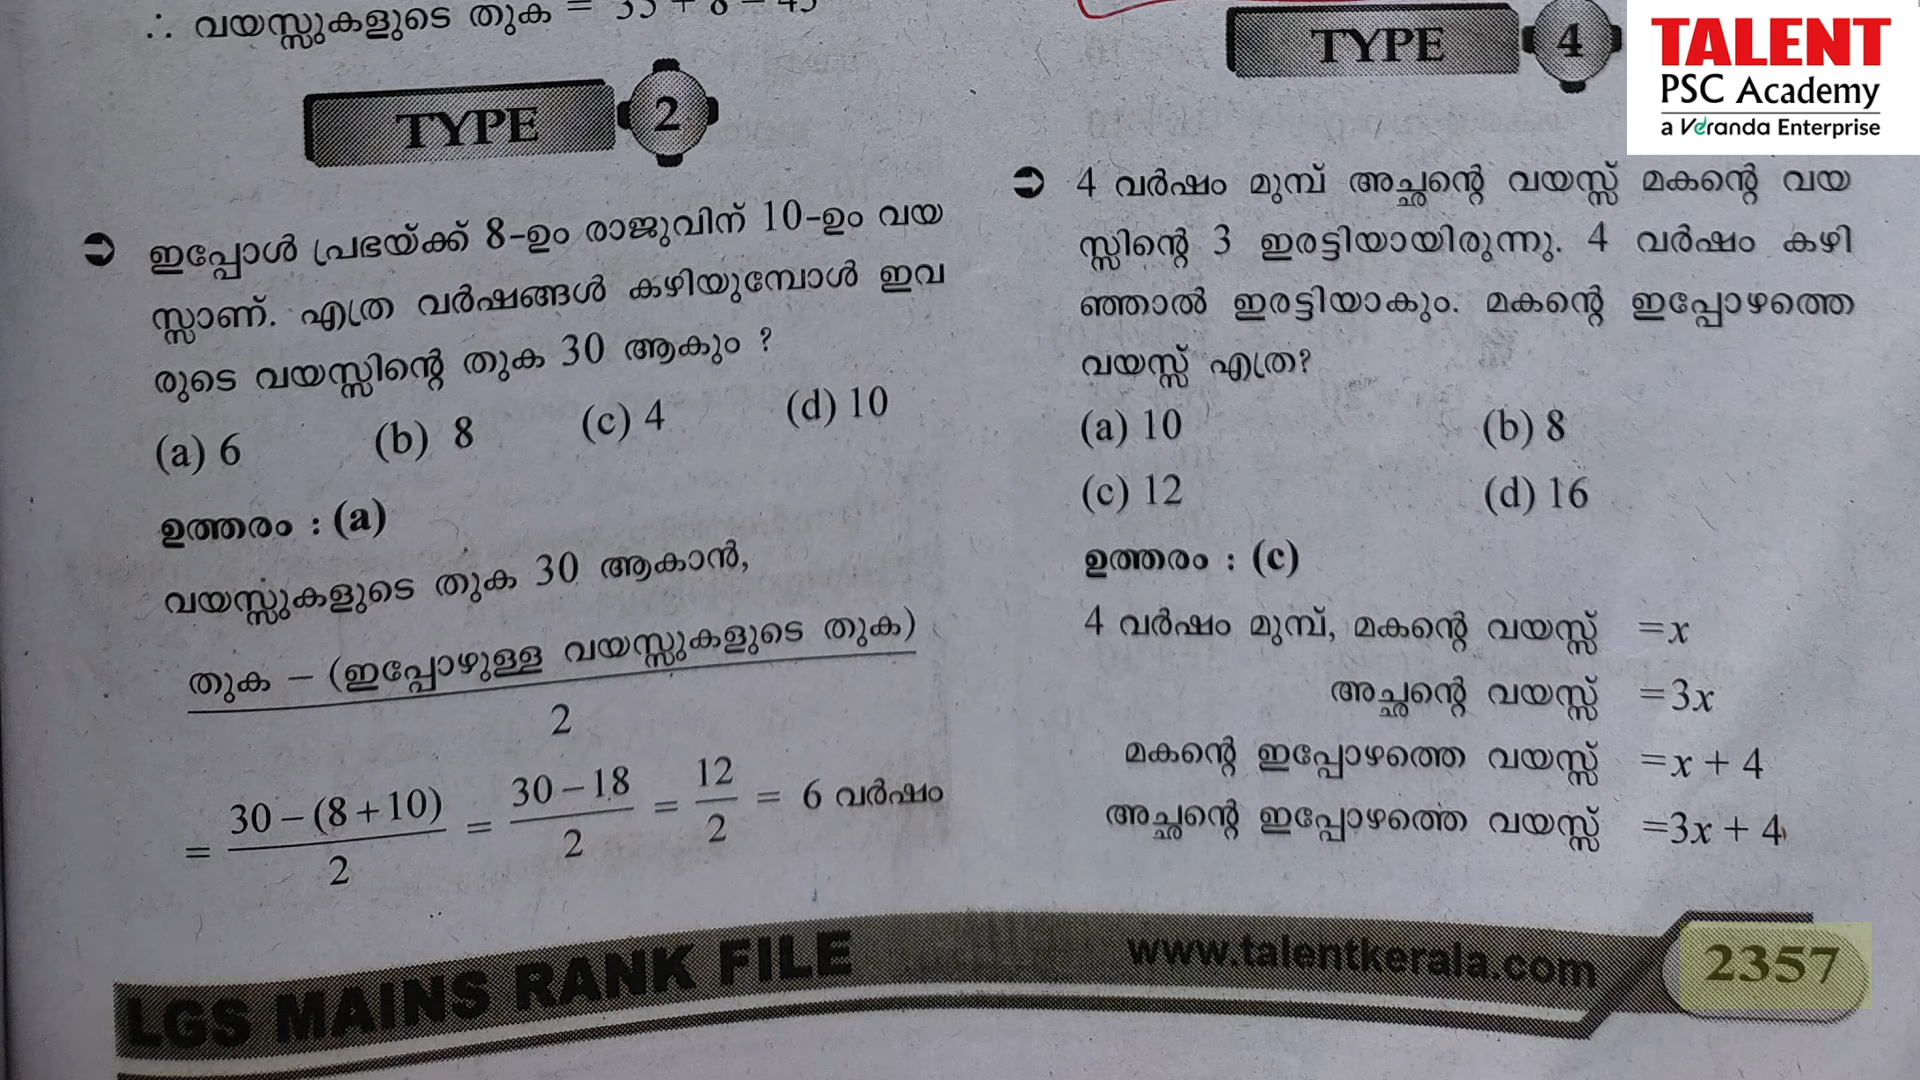 ∴ വയസ്സുകളുടെ തുക = 35 + 8 = 43
TYPE 2
➲ ഇപ്പോൾ പ്രഭയ്ക്ക് 8-ഉം രാജുവിന് 10-ഉം വയ
സ്സാണ്. എത്ര വർഷങ്ങൾ കഴിയുമ്പോൾ ഇവ
രുടെ വയസ്സിന്റെ തുക 30 ആകും ?
(a) 6 (b) 8 (c) 4 (d) 10
ഉത്തരം : (a)
വയസ്സുകളുടെ തുക 30 ആകാൻ,
തുക – (ഇപ്പോഴുള്ള വയസ്സുകളുടെ തുക)
2
= 30 – (8 + 10) / 2 = 30 – 18 / 2 = 12 / 2 = 6 വർഷം
TYPE 4
➲ 4 വർഷം മുമ്പ് അച്ഛന്റെ വയസ്സ് മകന്റെ വയ
സ്സിന്റെ 3 ഇരട്ടിയായിരുന്നു. 4 വർഷം കഴി
ഞ്ഞാൽ ഇരട്ടിയാകും. മകന്റെ ഇപ്പോഴത്തെ
വയസ്സ് എത്ര?
(a) 10 (b) 8
(c) 12 (d) 16
ഉത്തരം : (c)
4 വർഷം മുമ്പ്, മകന്റെ വയസ്സ് = x
അച്ഛന്റെ വയസ്സ് = 3x
മകന്റെ ഇപ്പോഴത്തെ വയസ്സ് = x + 4
അച്ഛന്റെ ഇപ്പോഴത്തെ വയസ്സ് = 3x + 4
LGS MAINS RANK FILE www.talentkerala.com 2357
TALENT
PSC Academy
a Veranda Enterprise